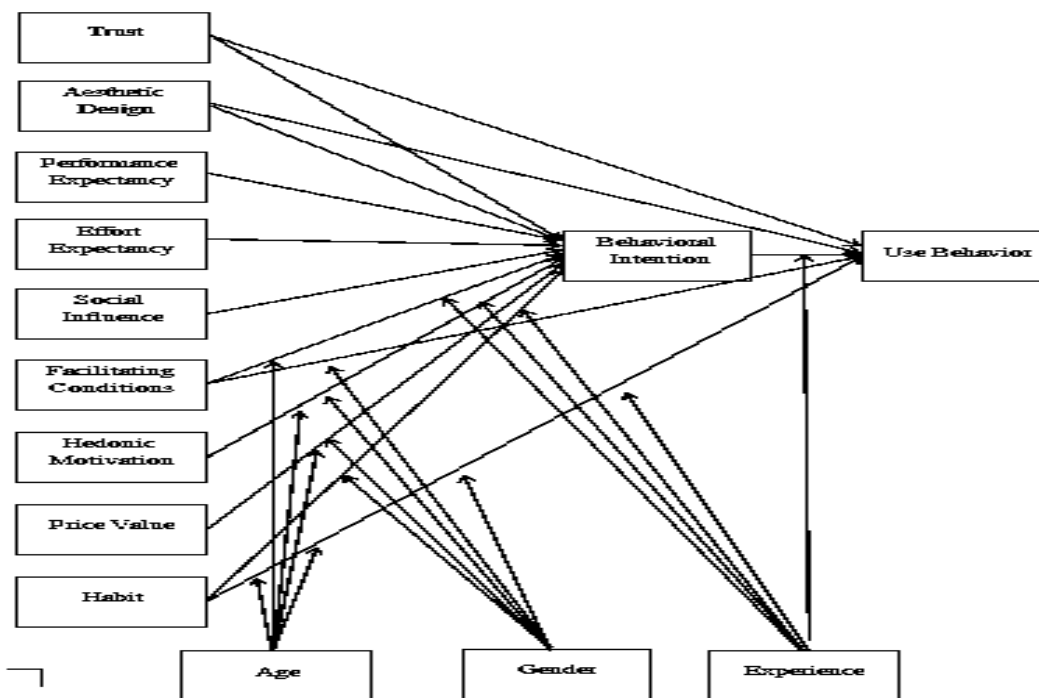 Trust
Aesthetic
Design
Performance
Expectancy
Effort
Expectancy
Behavioral
Intention
Use Behavior
Social
Influence
Facilitating
Conditions
Hedonic
Motivation
Price Value
Habit
Age
Gender
Experience